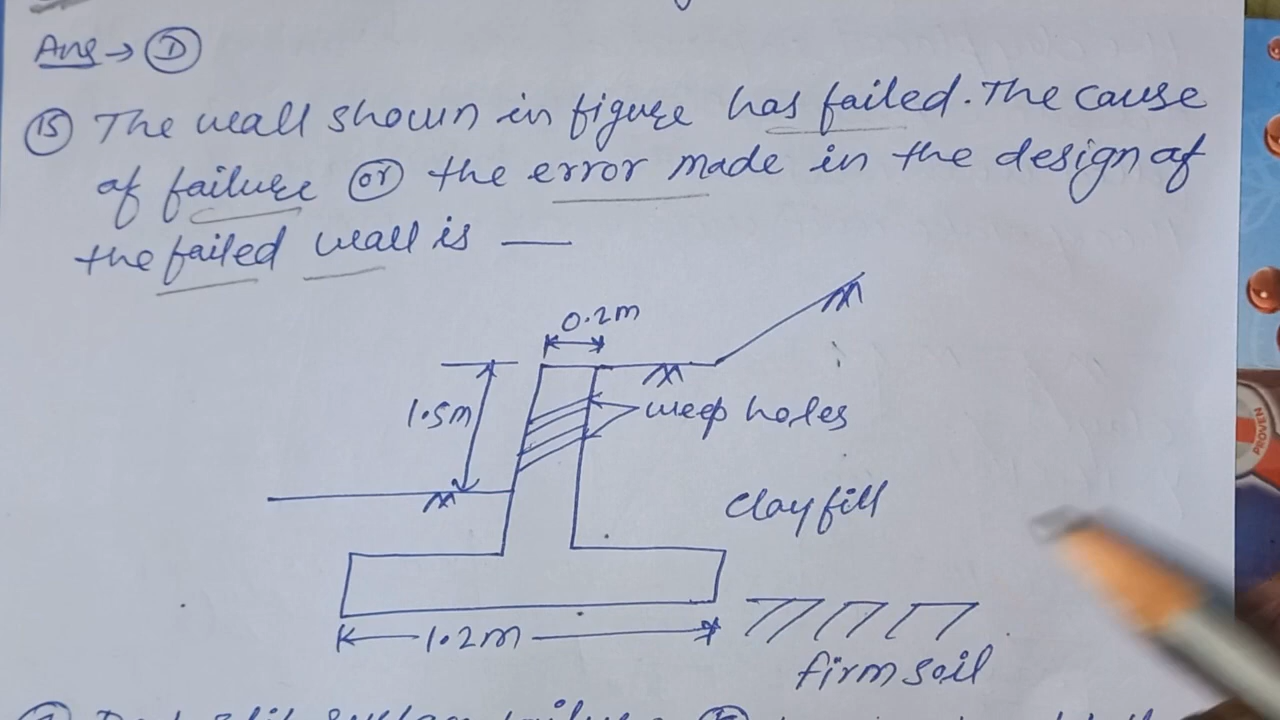 Ans → D
15 The wall shown in figure has failed. The cause
of failure or the error made in the design of
the failed wall is —
0.2m
1.5m
weep holes
clay fill
1.2m
firm soil
PROVEN